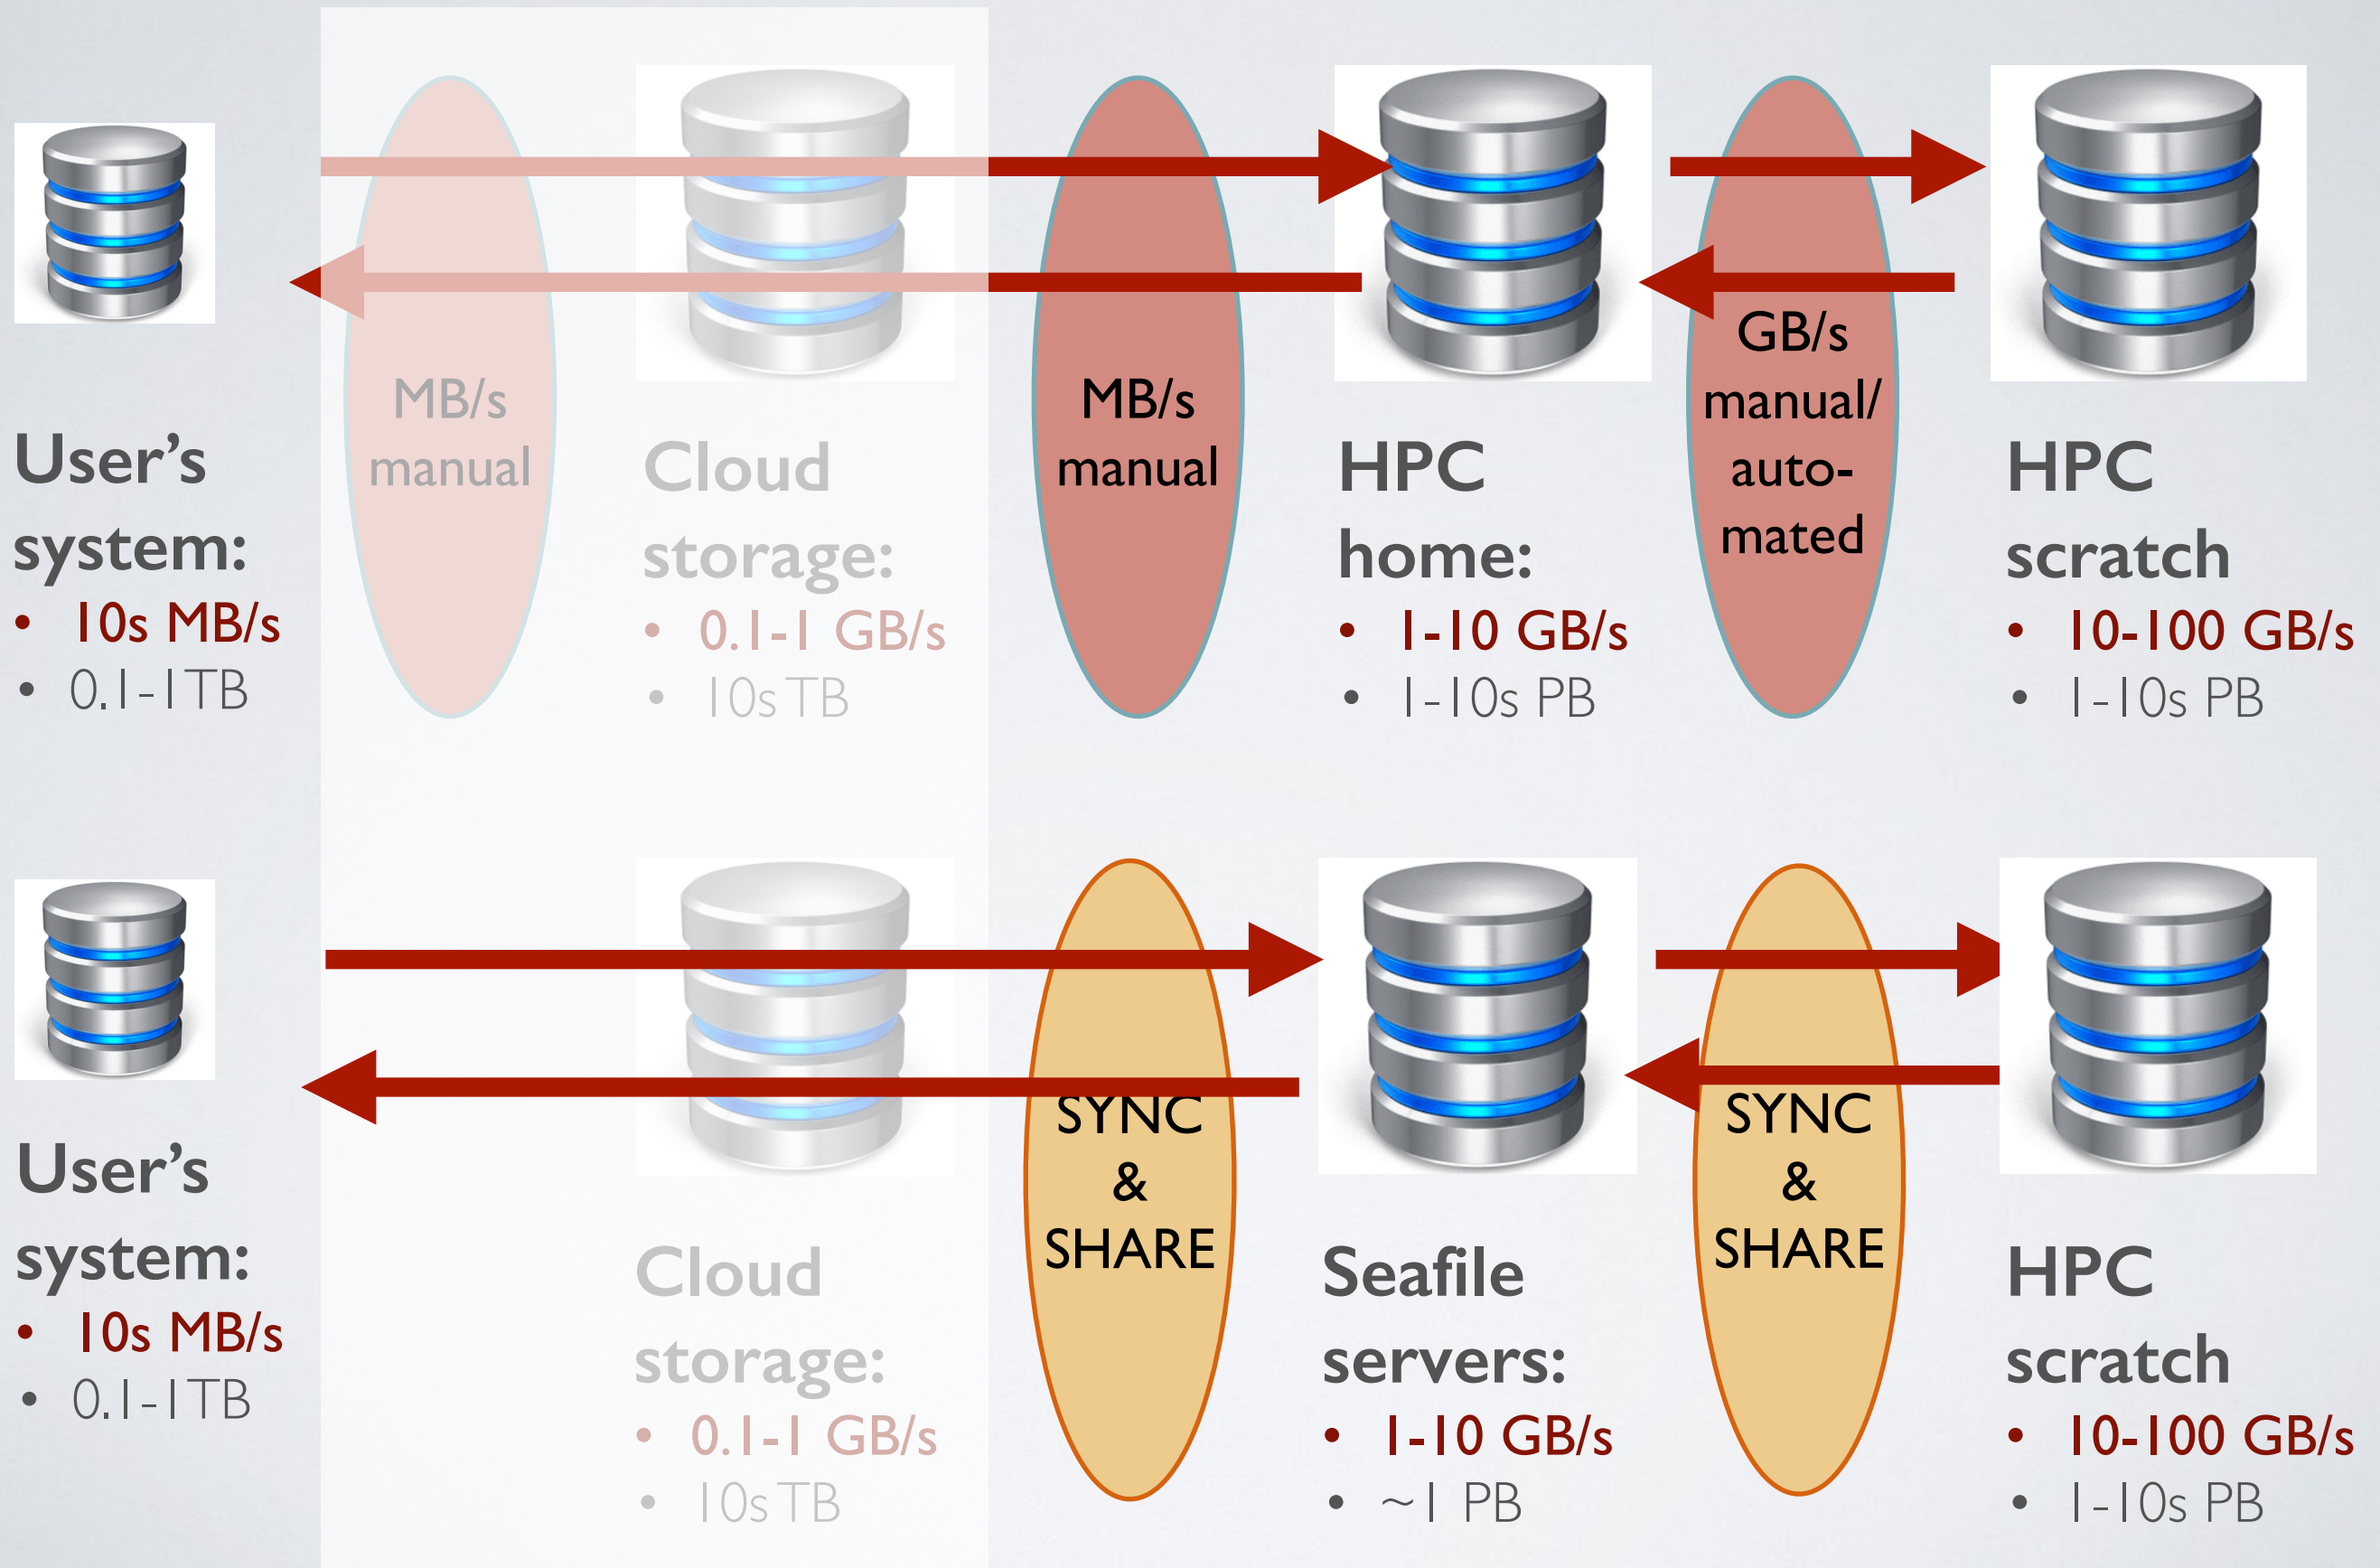 MB/s
manual
MB/s
manual
GB/s
manual/
auto-
mated
User’s
system:
• 10s MB/s
• 0.1-1TB
Cloud
storage:
• 0.1-1 GB/s
• 10s TB
HPC
home:
• 1-10 GB/s
• 1-10s PB
HPC
scratch
• 10-100 GB/s
• 1-10s PB
SYNC
&
SHARE
SYNC
&
SHARE
User’s
system:
• 10s MB/s
• 0.1-1TB
Cloud
storage:
• 0.1-1 GB/s
• 10s TB
Seafile
servers:
• 1-10 GB/s
• ~1 PB
HPC
scratch
• 10-100 GB/s
• 1-10s PB